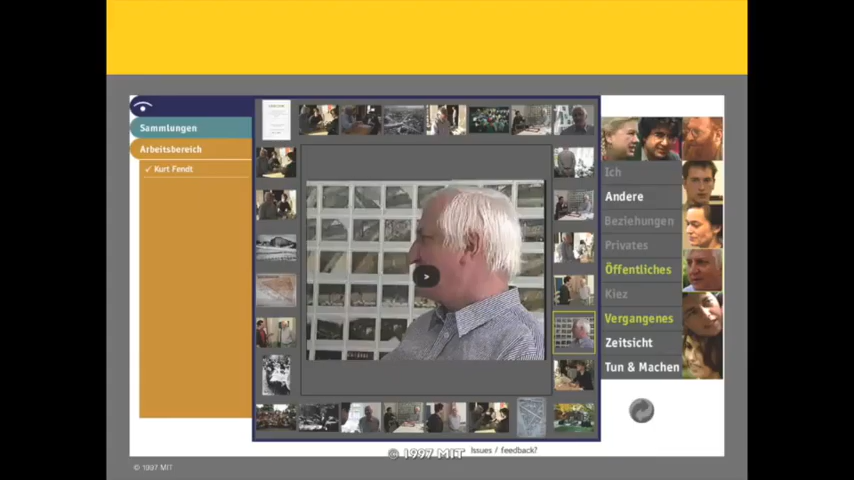 Sammlungen
Arbeitsbereich
✓ Kurt Fendt
>
Ich
Andere
Beziehungen
Privates
Öffentliches
Kiez
Vergangenes
Zeitsicht
Tun & Machen
© 1997 MIT
Issues / feedback?
© 1997 MIT